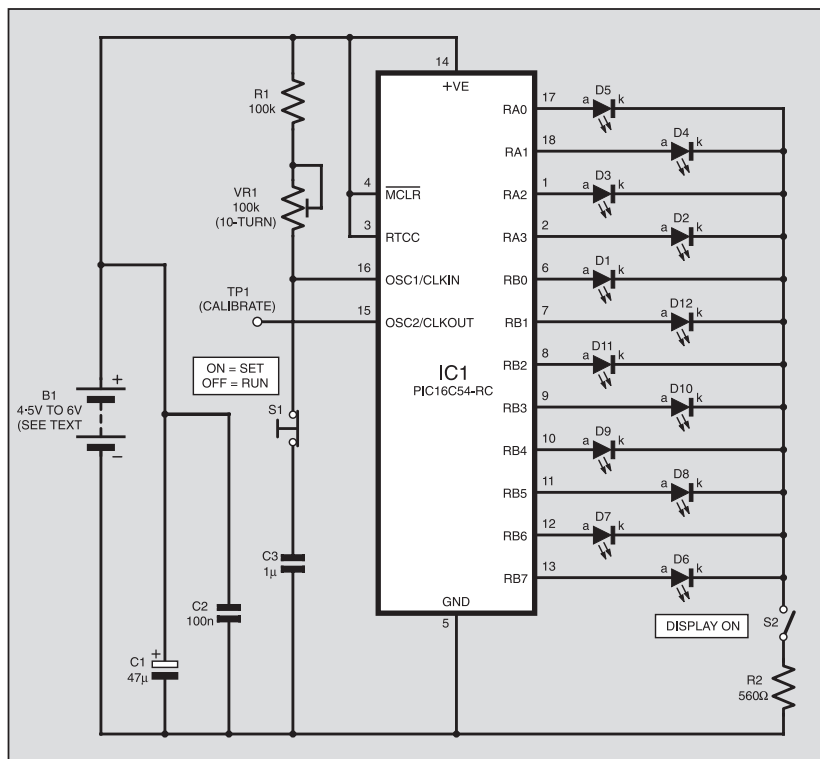 14
+VE
R1
100k
VR1
100k
(10-TURN)
4
MCLR
3
RTCC
16
OSC1/CLKIN
15
OSC2/CLKOUT
TP1
(CALIBRATE)
ON = SET
OFF = RUN
S1
B1
+
4·5V TO 6V
(SEE TEXT
−
IC1
PIC16C54-RC
RA0
17
a
D5
k
RA1
18
a
D4
k
RA2
1
a
D3
k
RA3
2
a
D2
k
RB0
6
a
D1
k
RB1
7
a
D12
k
RB2
8
a
D11
k
RB3
9
a
D10
k
RB4
10
a
D9
k
RB5
11
a
D8
k
RB6
12
a
D7
k
RB7
13
a
D6
k
GND
5
C3
1µ
C2
100n
+
C1
47µ
DISPLAY ON
S2
R2
560Ω